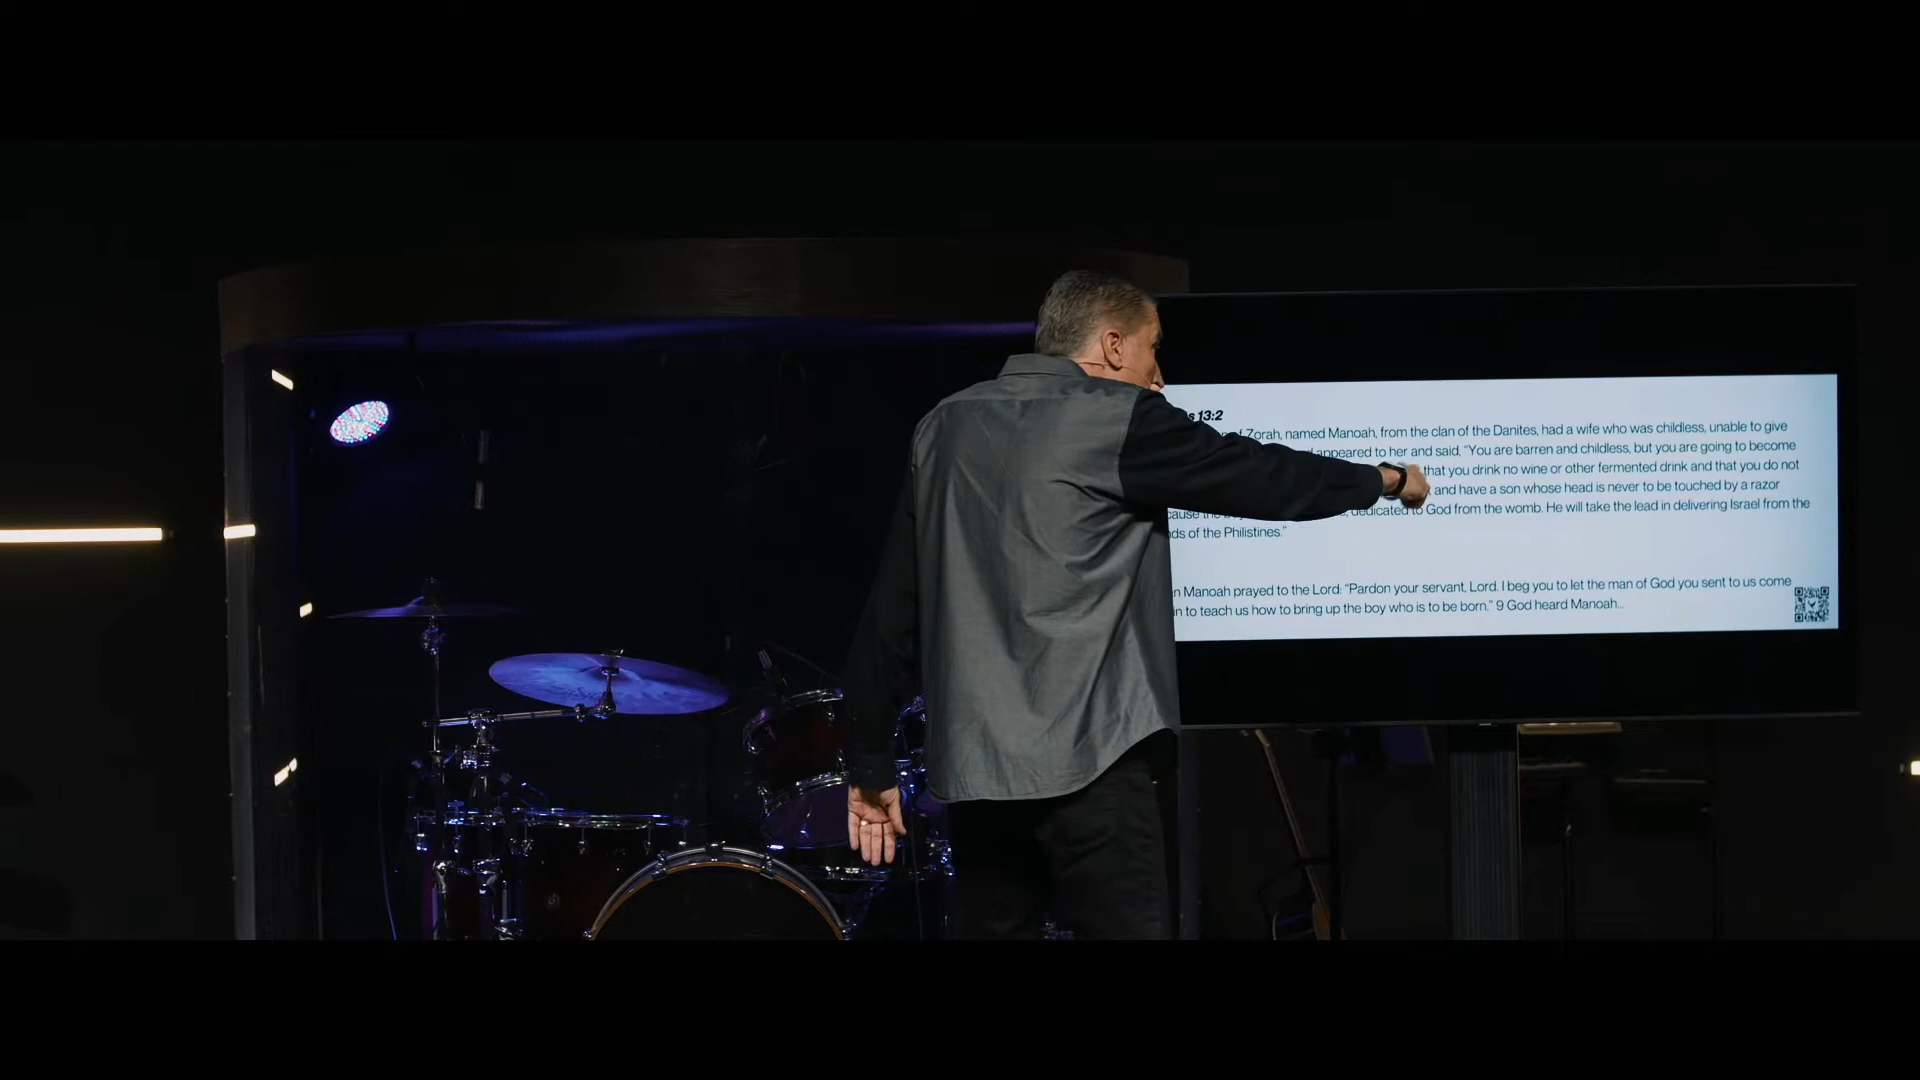 13:2
of Zorah, named Manoah, from the clan of the Danites, had a wife who was childless, unable to give
appeared to her and said, “You are barren and childless, but you are going to become
that you drink no wine or other fermented drink and that you do not
and have a son whose head is never to be touched by a razor
dedicated to God from the womb. He will take the lead in delivering Israel from the
of the Philistines.”
Manoah prayed to the Lord: “Pardon your servant, Lord. I beg you to let the man of God you sent to us come
to teach us how to bring up the boy who is to be born.” 9 God heard Manoah...